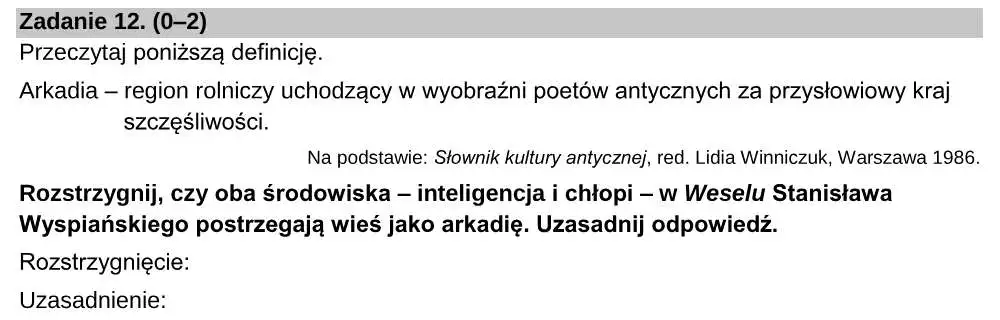 Zadanie 12. (0–2)
Przeczytaj poniższą definicję.
Arkadia – region rolniczy uchodzący w wyobraźni poetów antycznych za przysłowiowy kraj
szczęśliwości.
Na podstawie: Słownik kultury antycznej, red. Lidia Winniczuk, Warszawa 1986.
Rozstrzygnij, czy oba środowiska – inteligencja i chłopi – w Weselu Stanisława
Wyspiańskiego postrzegają wieś jako arkadię. Uzasadnij odpowiedź.
Rozstrzygnięcie:
Uzasadnienie: